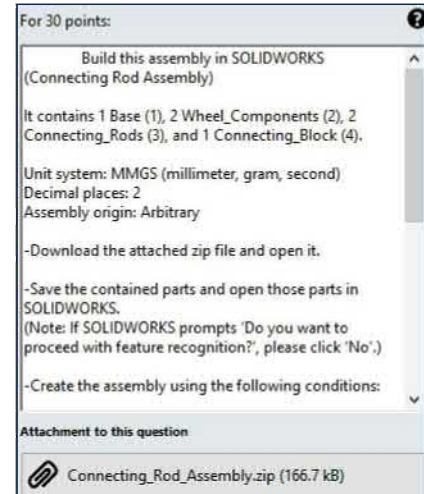 For 30 points:
?
Build this assembly in SOLIDWORKS
(Connecting Rod Assembly)
It contains 1 Base (1), 2 Wheel_Components (2), 2
Connecting_Rods (3), and 1 Connecting_Block (4).
Unit system: MMGS (millimeter, gram, second)
Decimal places: 2
Assembly origin: Arbitrary
-Download the attached zip file and open it.
-Save the contained parts and open those parts in
SOLIDWORKS.
(Note: If SOLIDWORKS prompts 'Do you want to
proceed with feature recognition?', please click 'No'.)
-Create the assembly using the following conditions:
Attachment to this question
Connecting_Rod_Assembly.zip (166.7 kB)